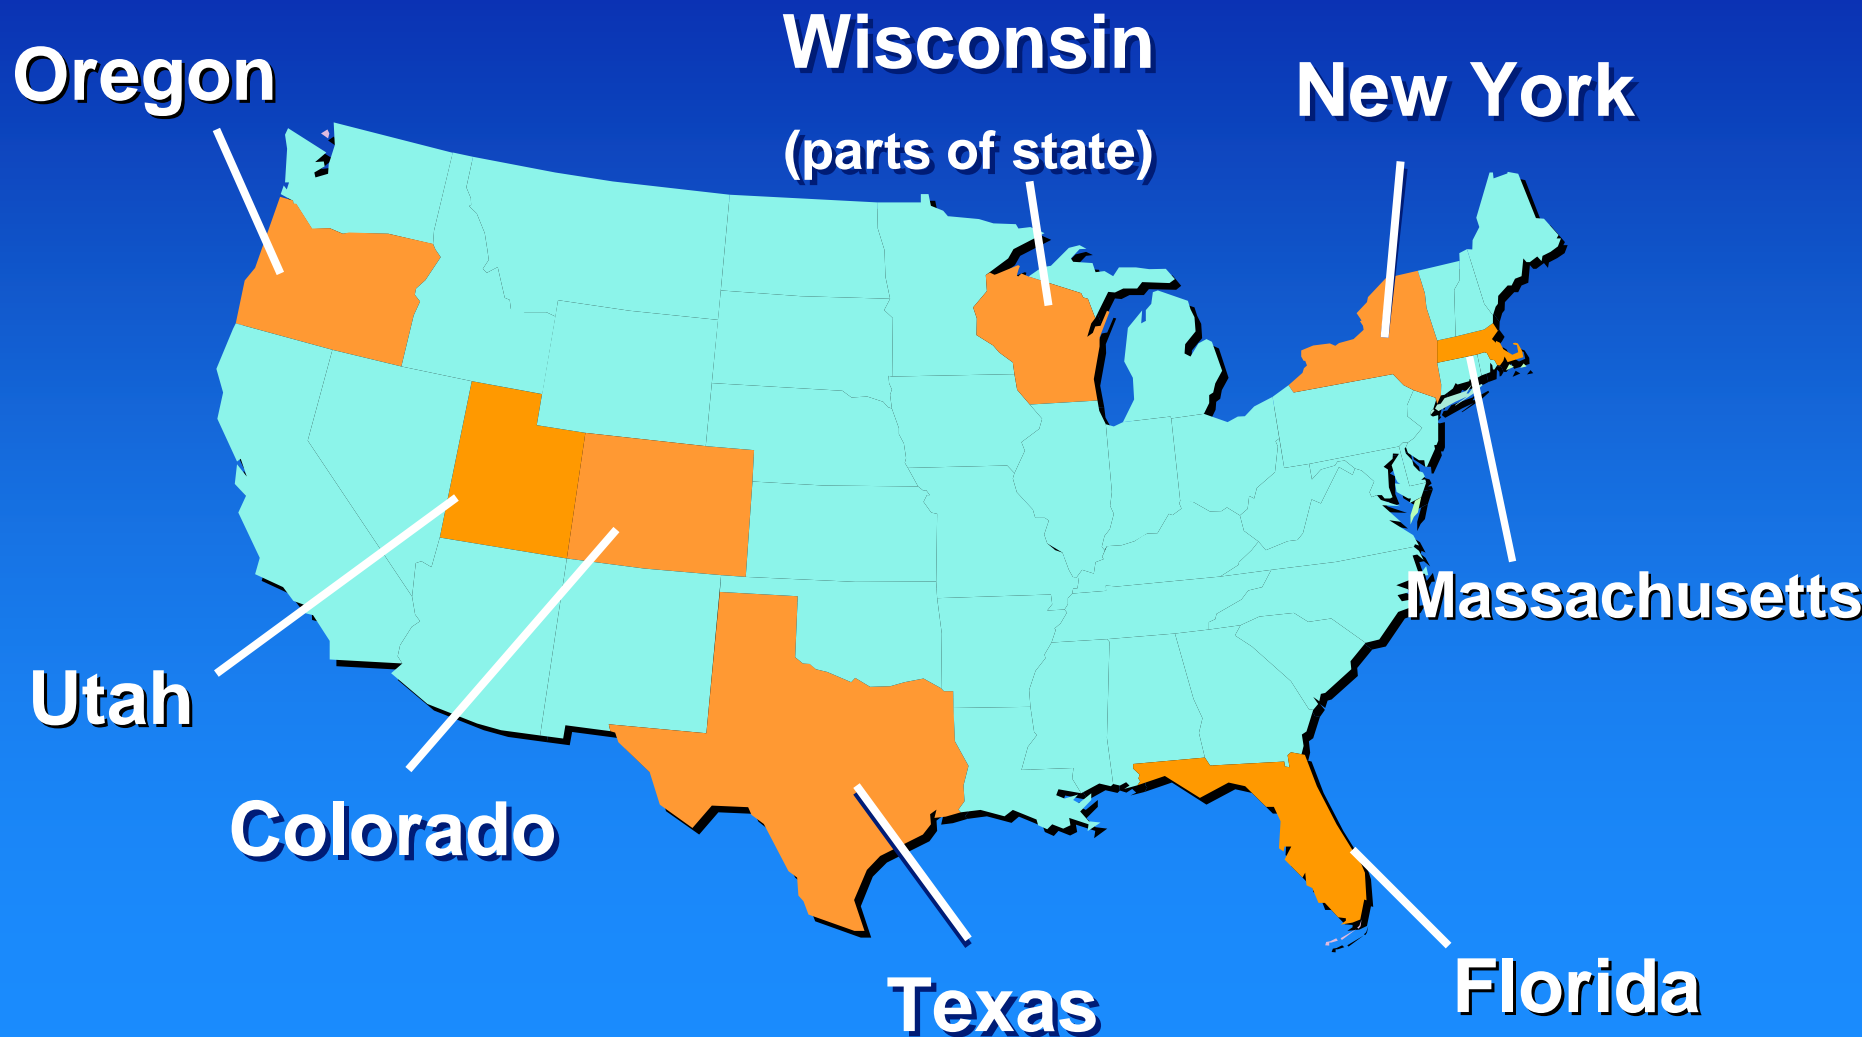 Oregon
Wisconsin
(parts of state)
New York
Massachusetts
Utah
Colorado
Texas
Florida